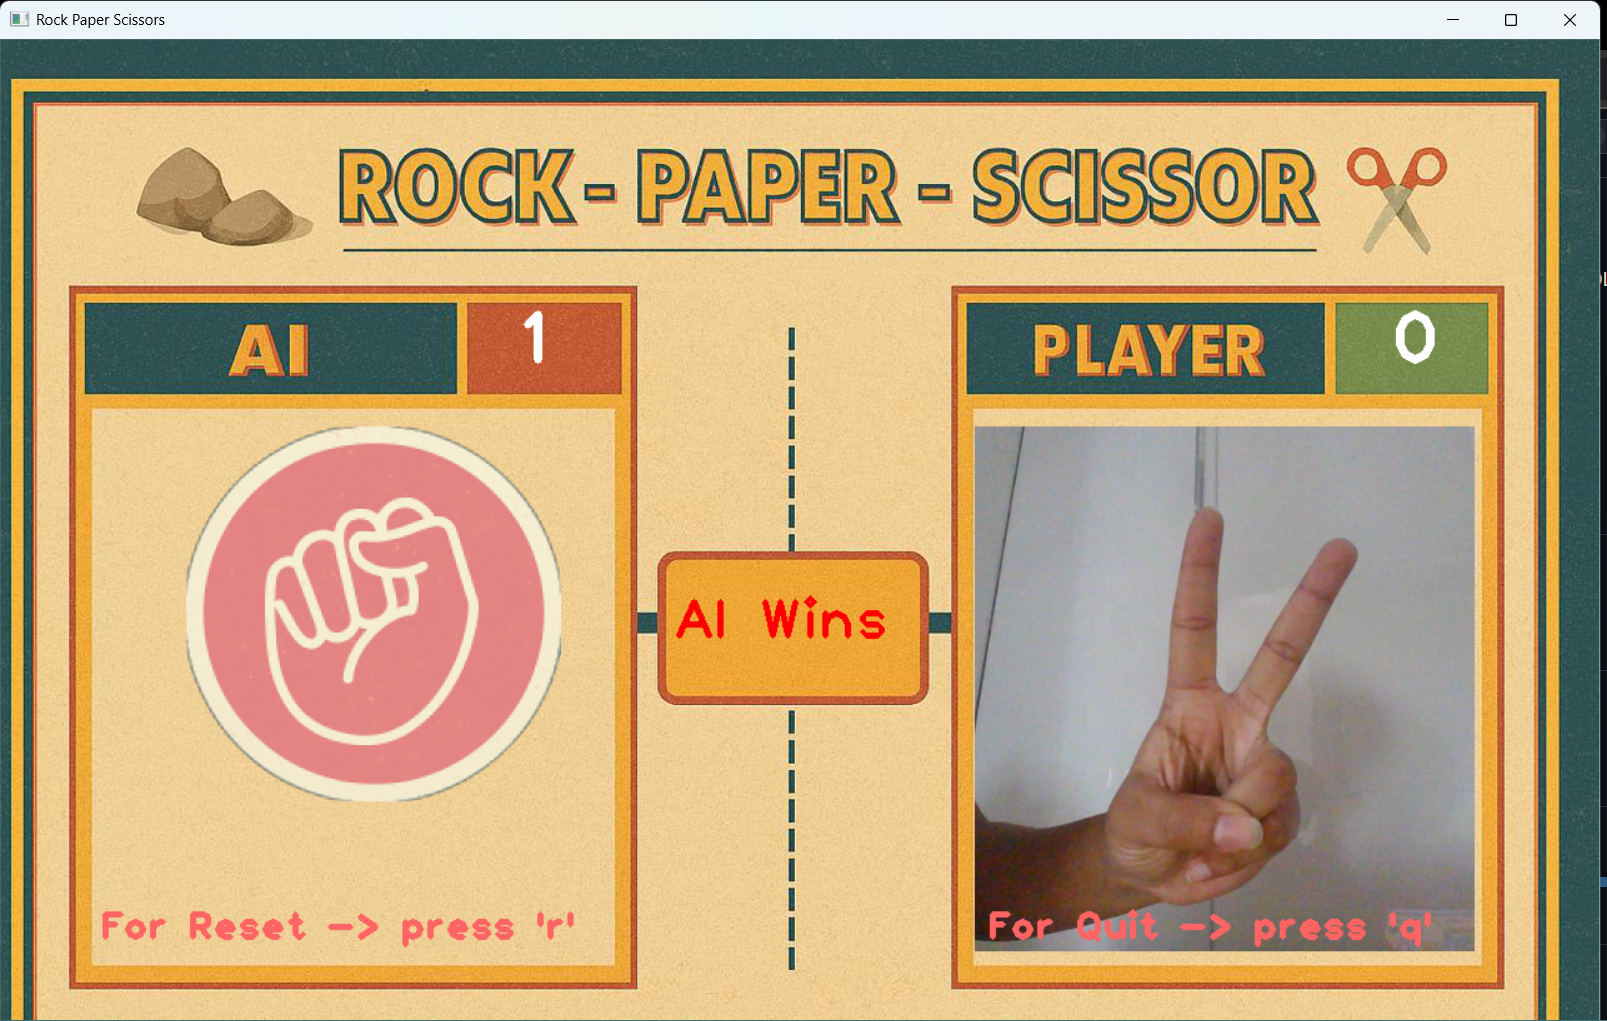 Rock Paper Scissors
ROCK - PAPER - SCISSOR
AI
1
PLAYER
0
AI Wins
For Reset -> press 'r'
For Quit -> press 'q'